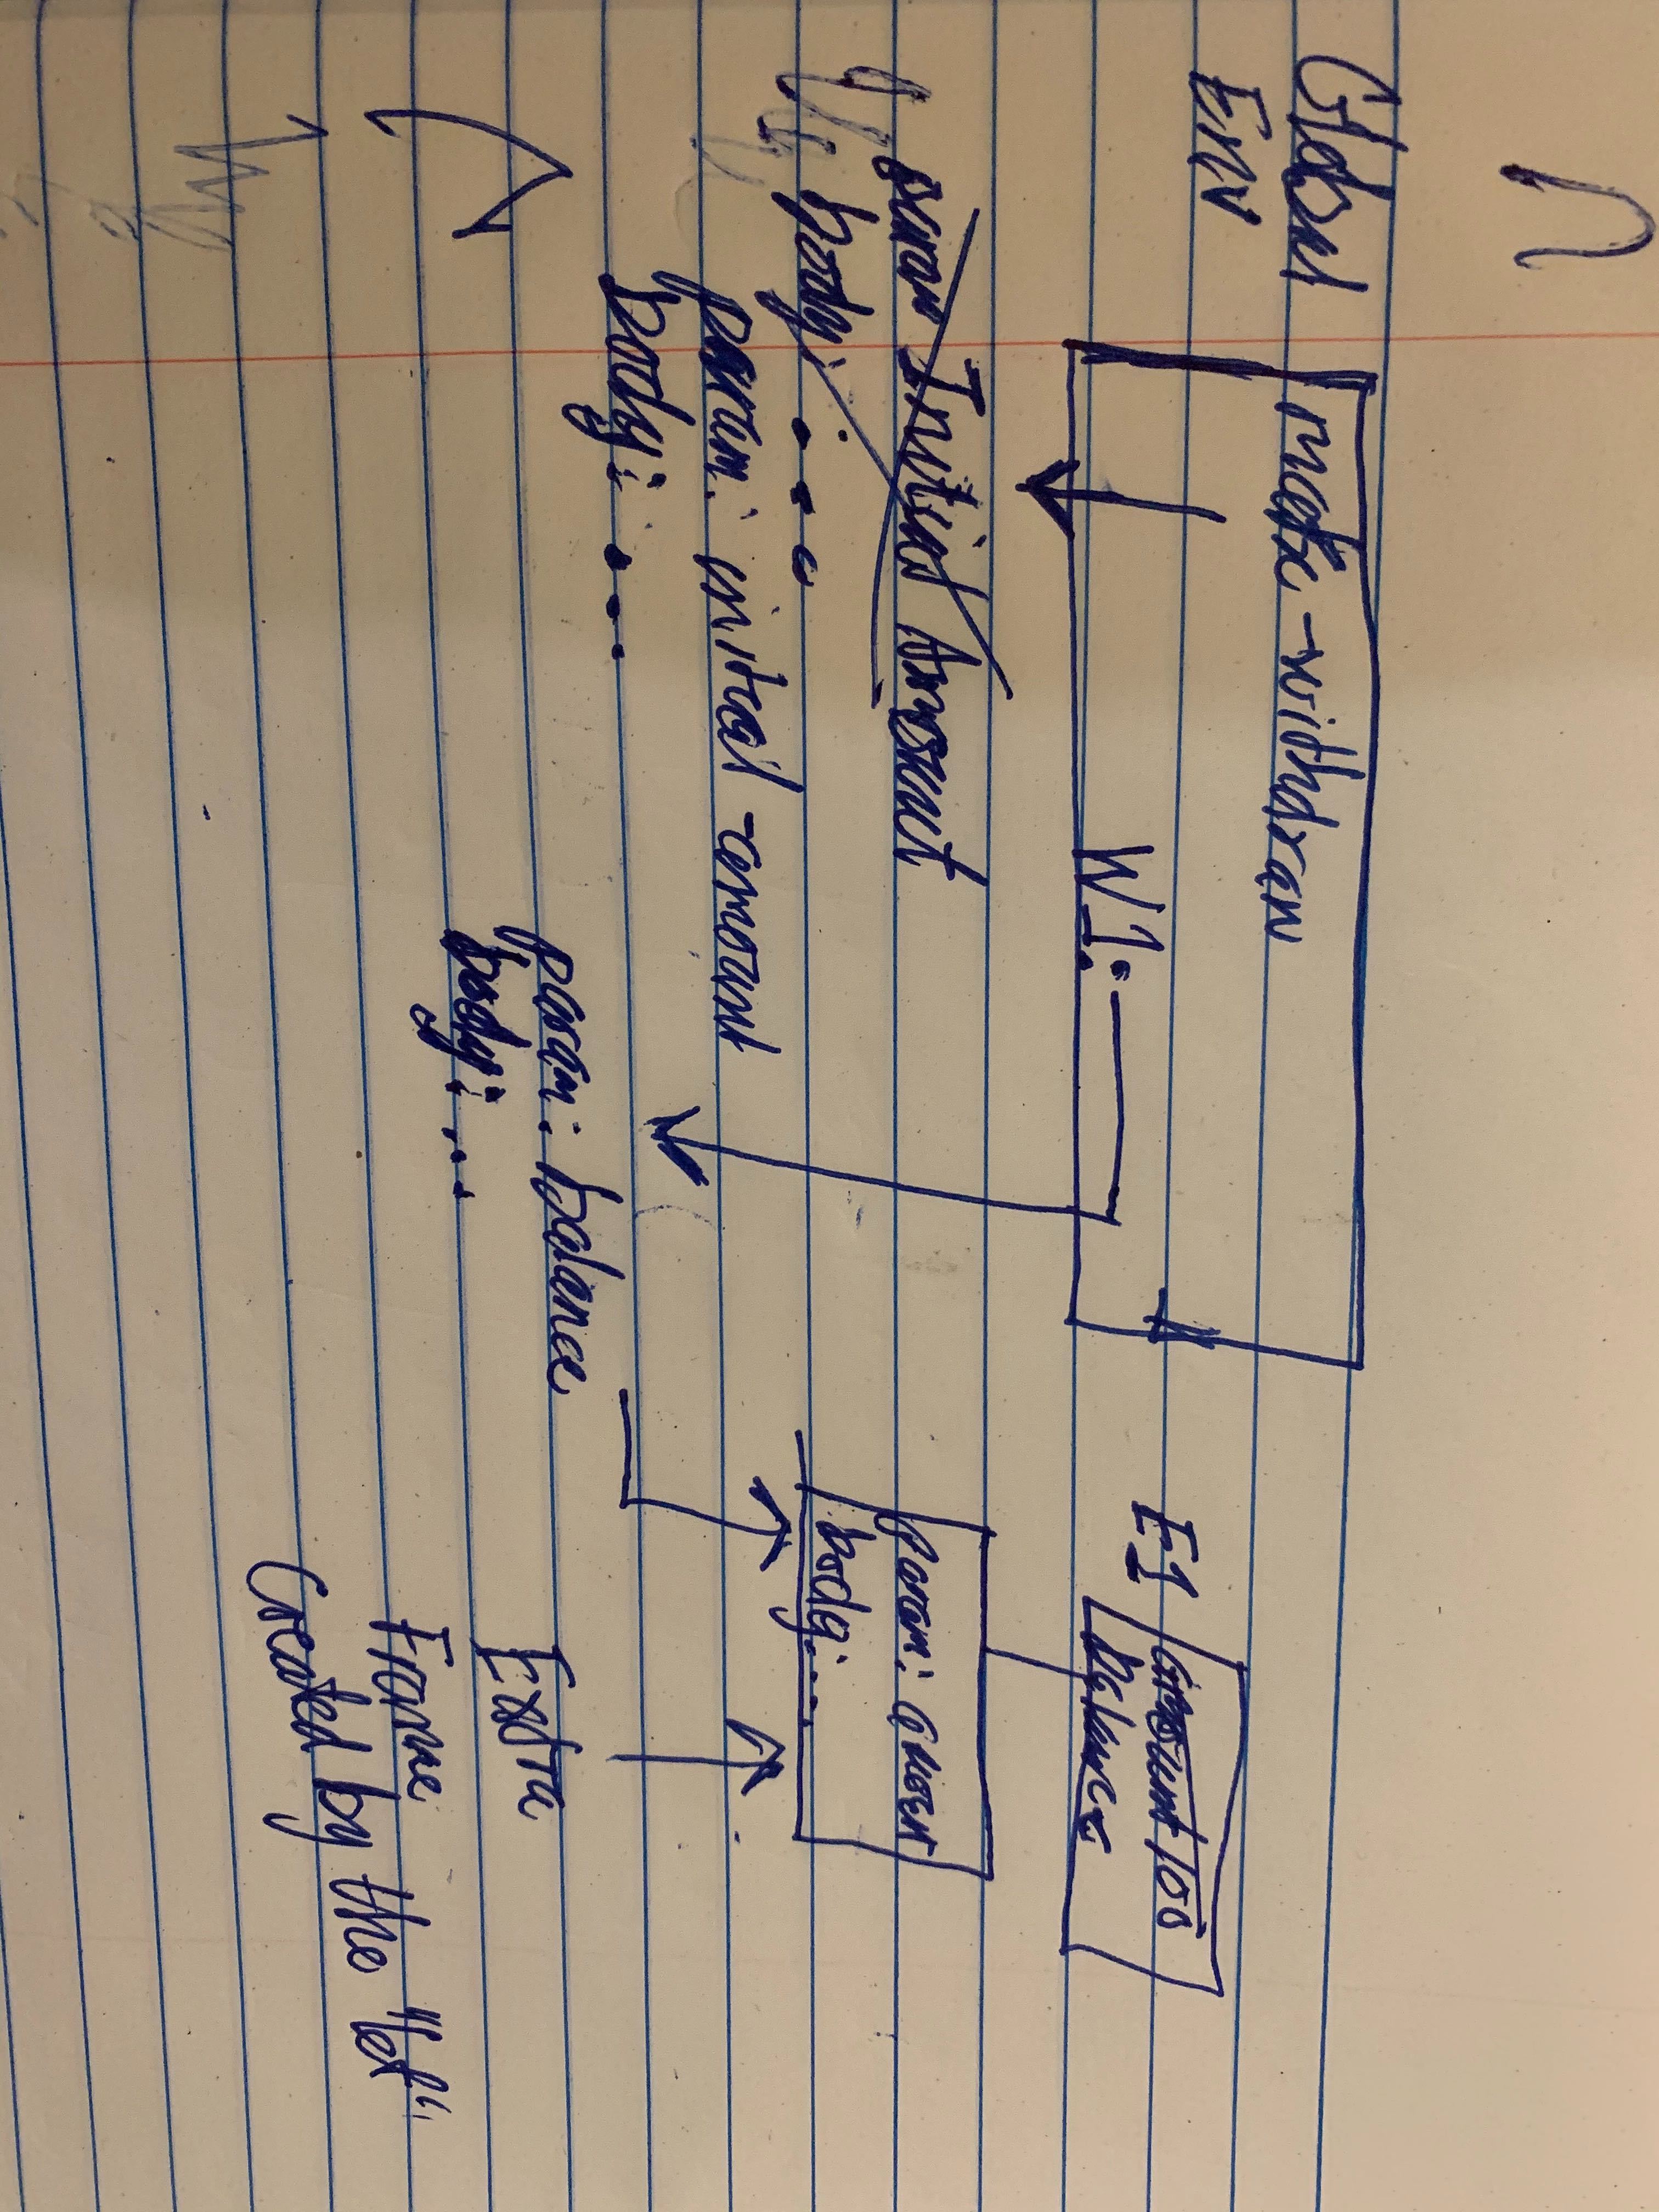 Global
Env
make-withdraw
W1:
E1
amount 100
balance
param Initial Amount
body: ...
param: initial-amount
body: ...
param: amount
body: ...
param: balance
body: ...
Extra
Frame
Created by the "let"